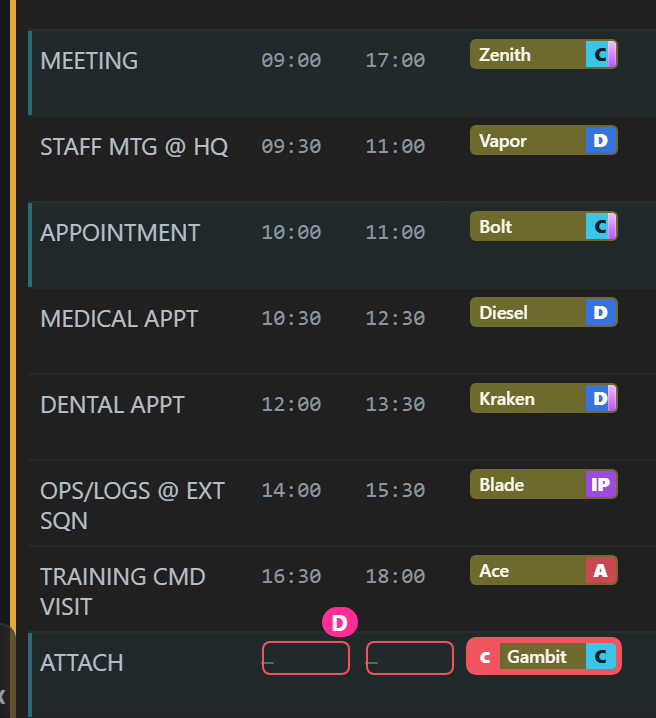 MEETING 09:00 17:00 Zenith C
STAFF MTG @ HQ 09:30 11:00 Vapor D
APPOINTMENT 10:00 11:00 Bolt C
MEDICAL APPT 10:30 12:30 Diesel D
DENTAL APPT 12:00 13:30 Kraken D
OPS/LOGS @ EXT 14:00 15:30 Blade IP
SQN
TRAINING CMD 16:30 18:00 Ace A
VISIT
D
ATTACH – – c Gambit C